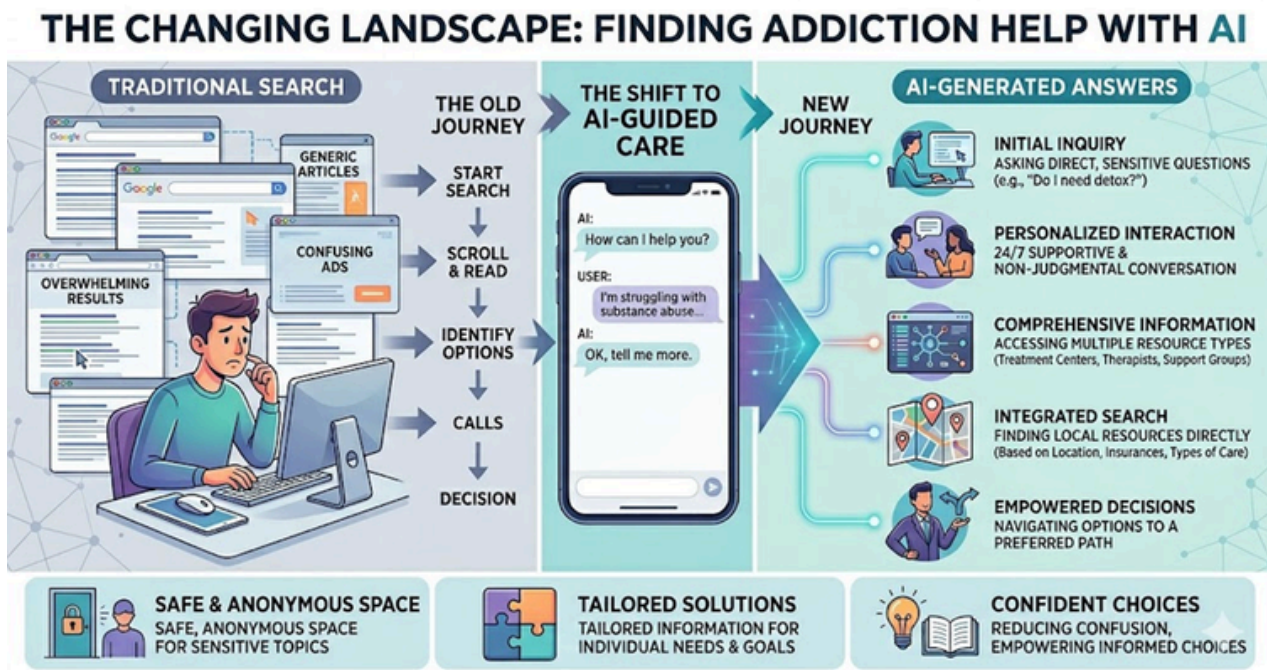 THE CHANGING LANDSCAPE: FINDING ADDICTION HELP WITH AI
TRADITIONAL SEARCH
Google
Google
GENERIC
ARTICLES
CONFUSING
ADS
OVERWHELMING
RESULTS
THE OLD
JOURNEY
START
SEARCH
SCROLL
& READ
IDENTIFY
OPTIONS
CALLS
DECISION
THE SHIFT TO
AI-GUIDED
CARE
AI:
How can I help you?
USER:
I'm struggling with
substance abuse...
AI:
OK, tell me more.
NEW
JOURNEY
AI-GENERATED ANSWERS
INITIAL INQUIRY
ASKING DIRECT, SENSITIVE QUESTIONS
(e.g., "Do I need detox?")
PERSONALIZED INTERACTION
24/7 SUPPORTIVE &
NON-JUDGMENTAL CONVERSATION
COMPREHENSIVE INFORMATION
ACCESSING MULTIPLE RESOURCE TYPES
(Treatment Centers, Therapists, Support Groups)
INTEGRATED SEARCH
FINDING LOCAL RESOURCES DIRECTLY
(Based on Location, Insurances, Types of Care)
EMPOWERED DECISIONS
NAVIGATING OPTIONS TO A
PREFERRED PATH
SAFE & ANONYMOUS SPACE
SAFE, ANONYMOUS SPACE
FOR SENSITIVE TOPICS
TAILORED SOLUTIONS
TAILORED INFORMATION FOR
INDIVIDUAL NEEDS & GOALS
CONFIDENT CHOICES
REDUCING CONFUSION,
EMPOWERING INFORMED CHOICES